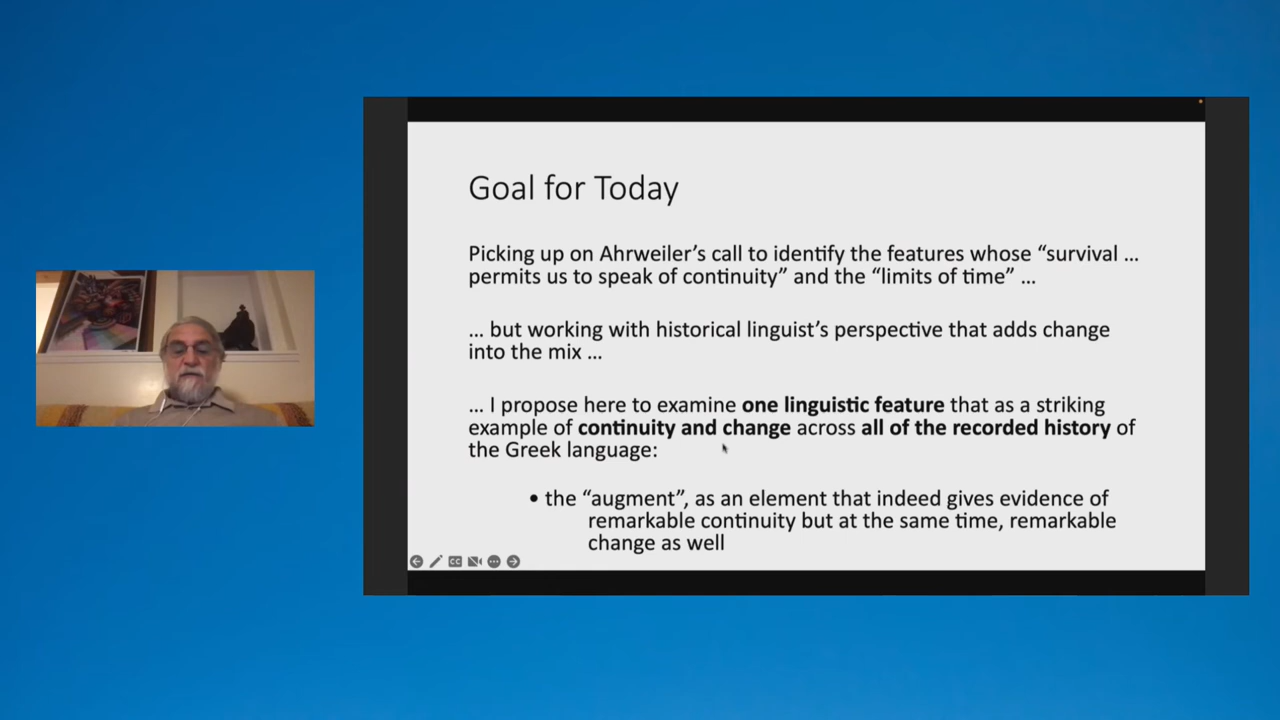 Goal for Today
Picking up on Ahrweiler’s call to identify the features whose “survival …
permits us to speak of continuity” and the “limits of time” …
… but working with historical linguist’s perspective that adds change
into the mix …
… I propose here to examine one linguistic feature that as a striking
example of continuity and change across all of the recorded history of
the Greek language:
• the “augment”, as an element that indeed gives evidence of
remarkable continuity but at the same time, remarkable
change as well
CC